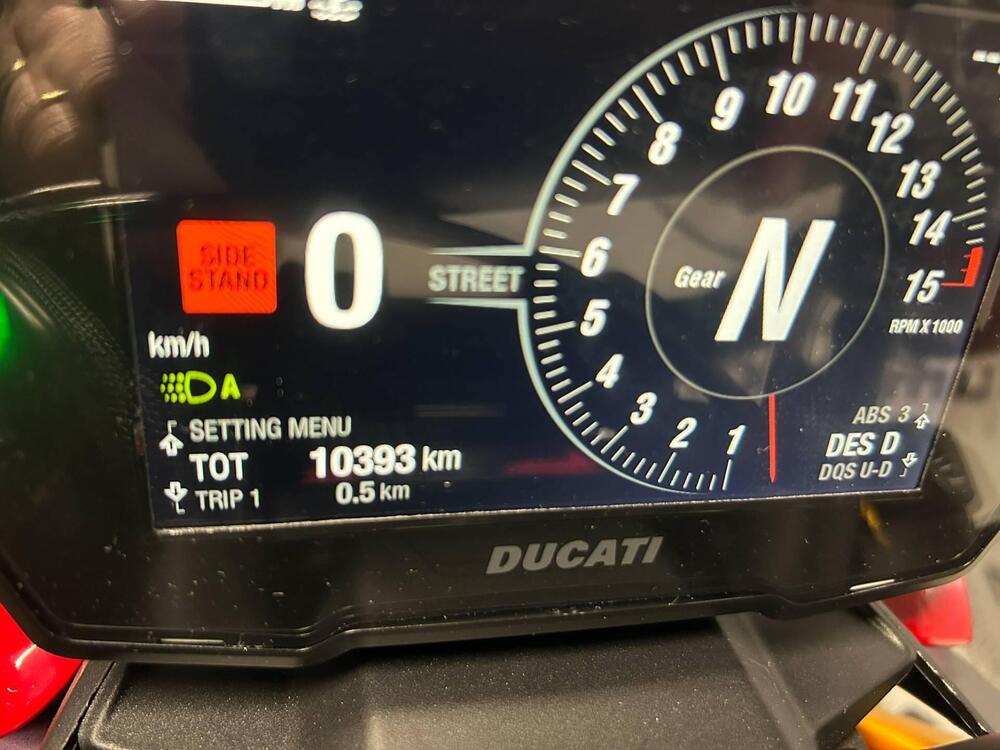 SIDE
STAND
0
km/h
A
SETTING MENU
TOT 10393 km
TRIP 1 0.5 km
STREET
1
2
3
4
5
6
7
8
9
10
11
12
13
14
15
RPM X 1000
Gear N
ABS 3
DES D
DQS U-D
DUCATI